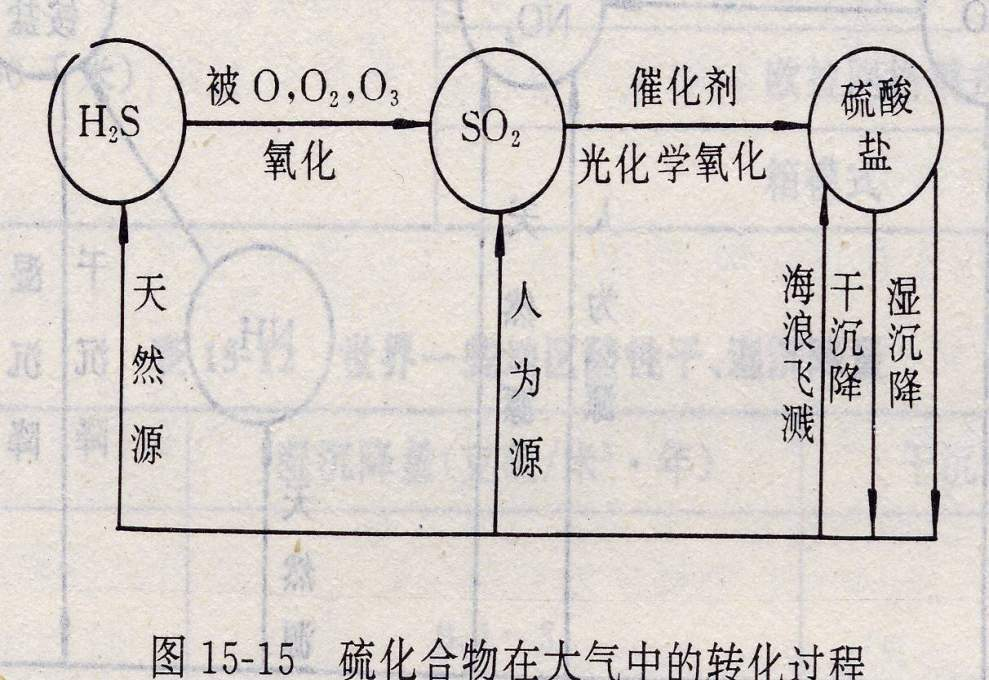 被 O,O₂,O₃
氧化
H₂S
SO₂
催化剂
光化学氧化
硫酸
盐
天然源
人为源
海浪飞溅
干沉降
湿沉降
图 15-15 硫化合物在大气中的转化过程